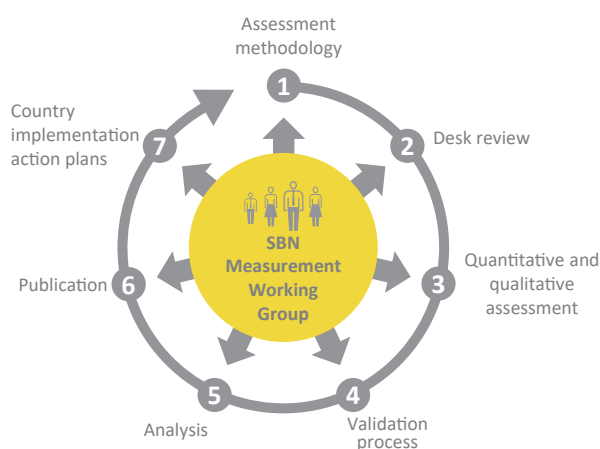 Assessment
methodology
1
2
Desk review
3
Quantitative and
qualitative
assessment
4
Validation
process
5
Analysis
6
Publication
7
Country
implementation
action plans
SBN
Measurement
Working
Group